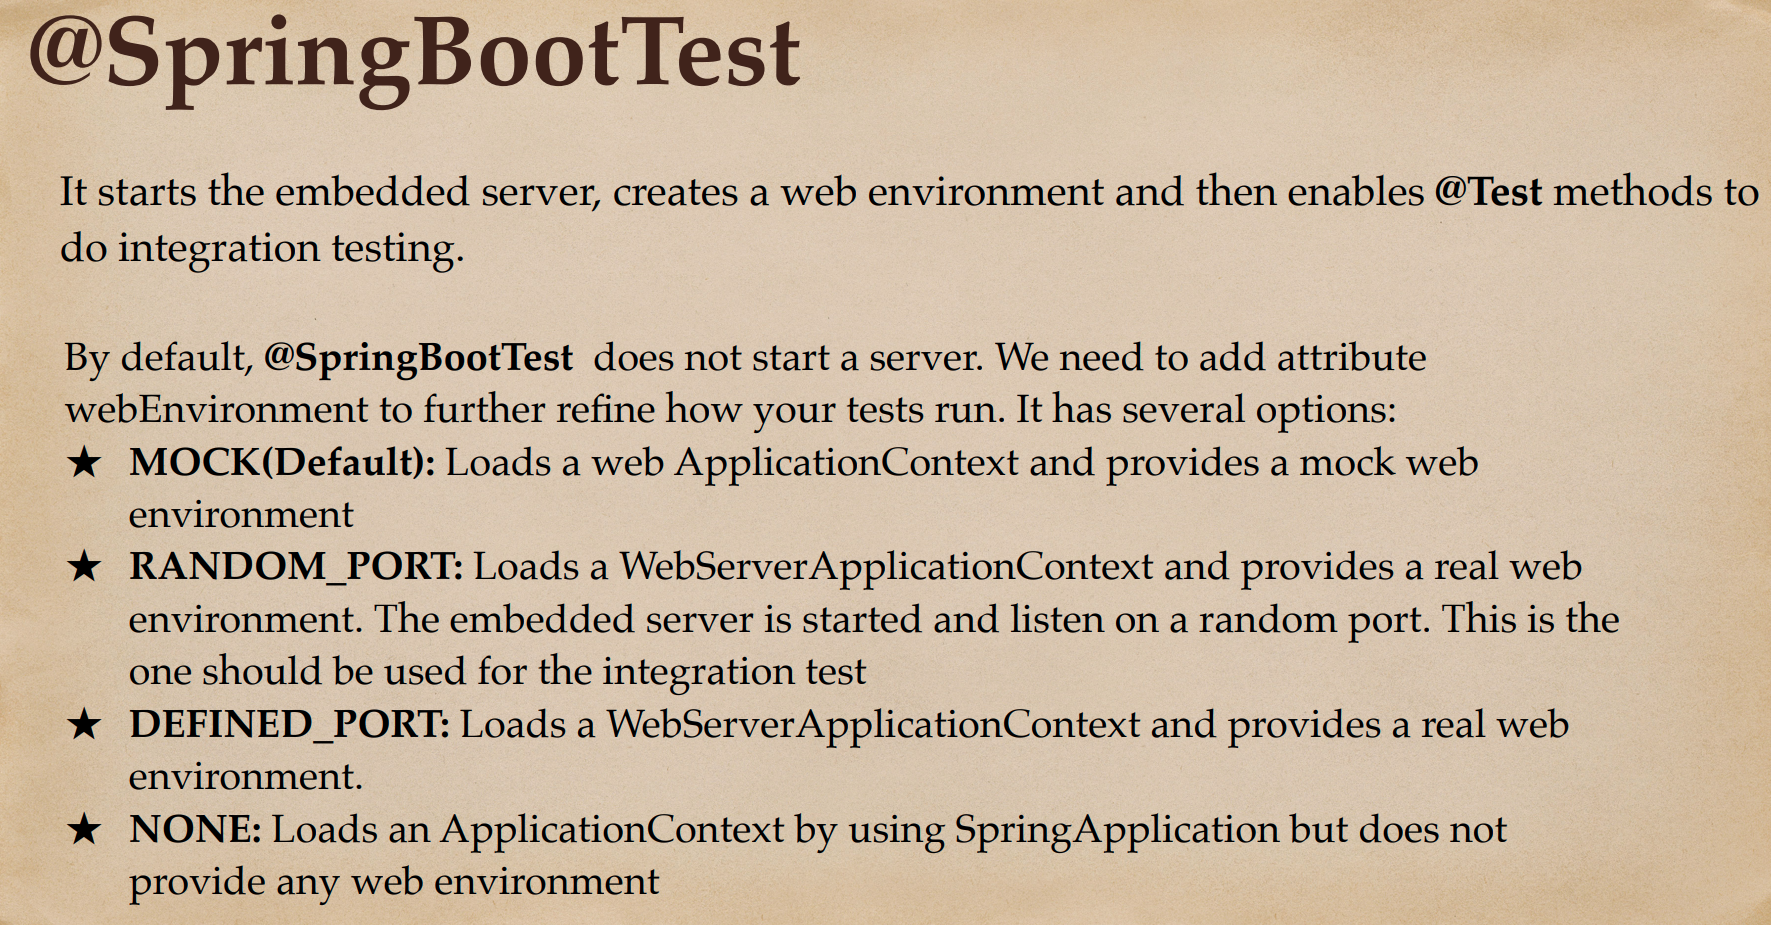 @SpringBootTest
It starts the embedded server, creates a web environment and then enables @Test methods to
do integration testing.
By default, @SpringBootTest does not start a server. We need to add attribute
webEnvironment to further refine how your tests run. It has several options:
★ MOCK(Default): Loads a web ApplicationContext and provides a mock web
environment
★ RANDOM_PORT: Loads a WebServerApplicationContext and provides a real web
environment. The embedded server is started and listen on a random port. This is the
one should be used for the integration test
★ DEFINED_PORT: Loads a WebServerApplicationContext and provides a real web
environment.
★ NONE: Loads an ApplicationContext by using SpringApplication but does not
provide any web environment